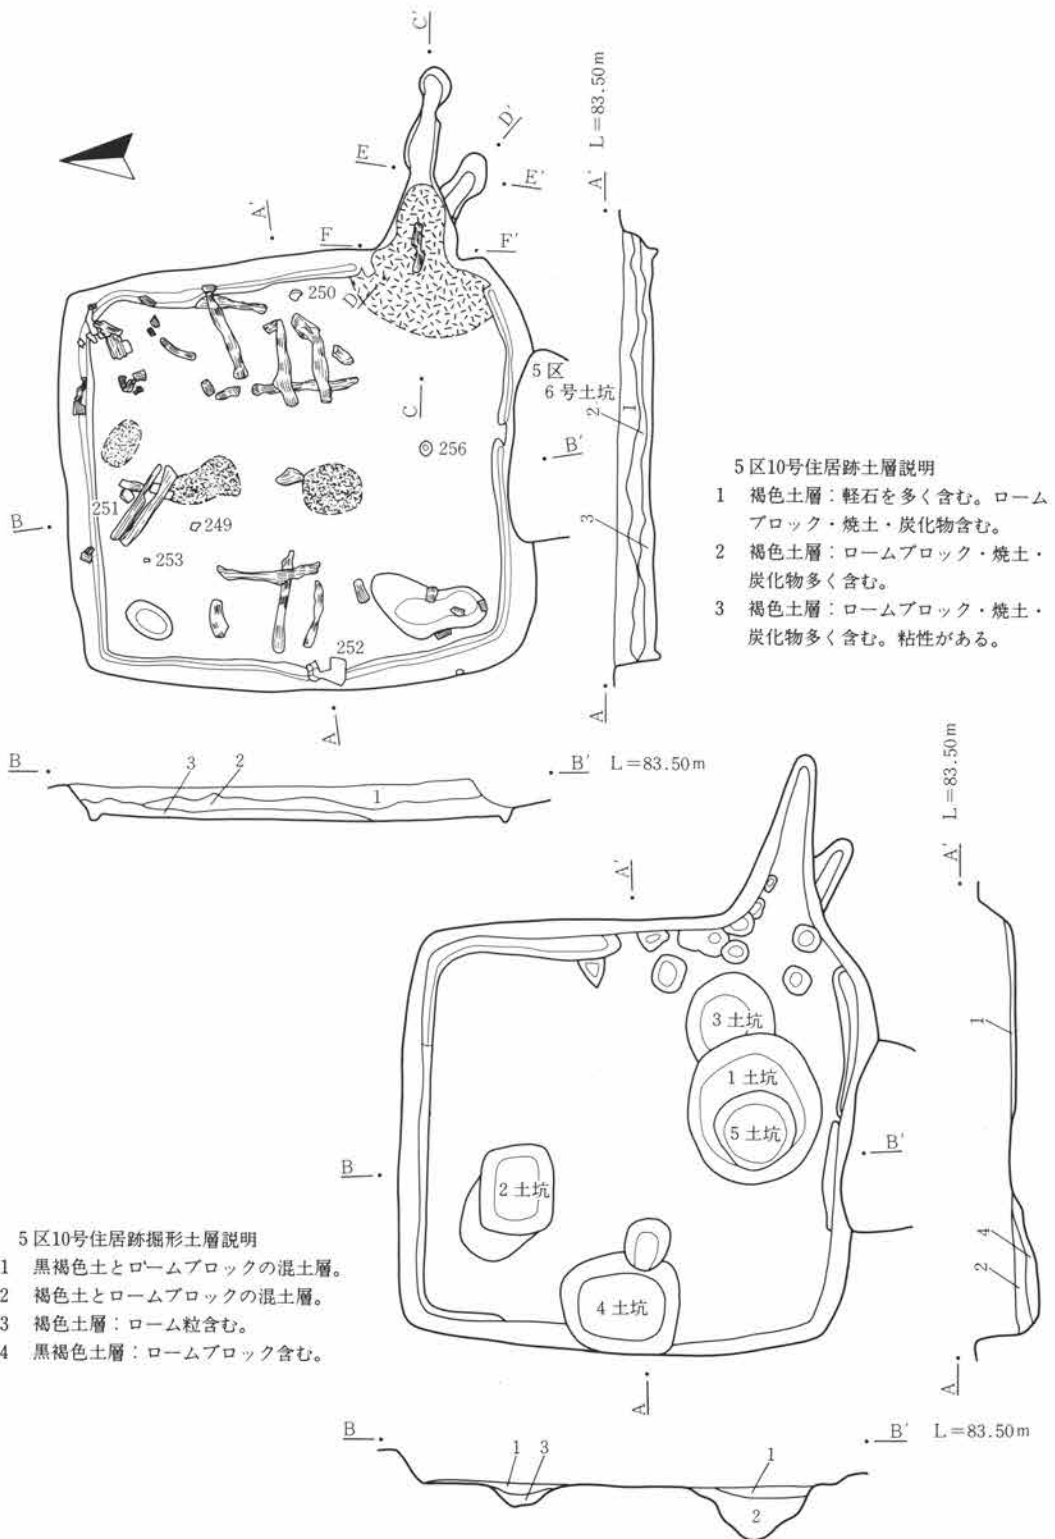 C'
L=83.50m
D'
E
E'
A'
A'
F
F'
D
250
5区
6号土坑
2
1
C
256
B'
5区10号住居跡土層説明
1 褐色土層：軽石を多く含む。ローム
ブロック・焼土・炭化物含む。
2 褐色土層：ロームブロック・焼土・
炭化物多く含む。
3 褐色土層：ロームブロック・焼土・
炭化物多く含む。粘性がある。
251
B
249
3
253
252
A
A
B
3
2
1
B' L=83.50m
L=83.50m
A'
A'
3土坑
1
1土坑
5土坑
B
B'
2土坑
4
2
4土坑
5区10号住居跡掘形土層説明
1 黒褐色土とロームブロックの混土層。
2 褐色土とロームブロックの混土層。
3 褐色土層：ローム粒含む。
4 黒褐色土層：ロームブロック含む。
A
A
B
1
3
1
2
B' L=83.50m